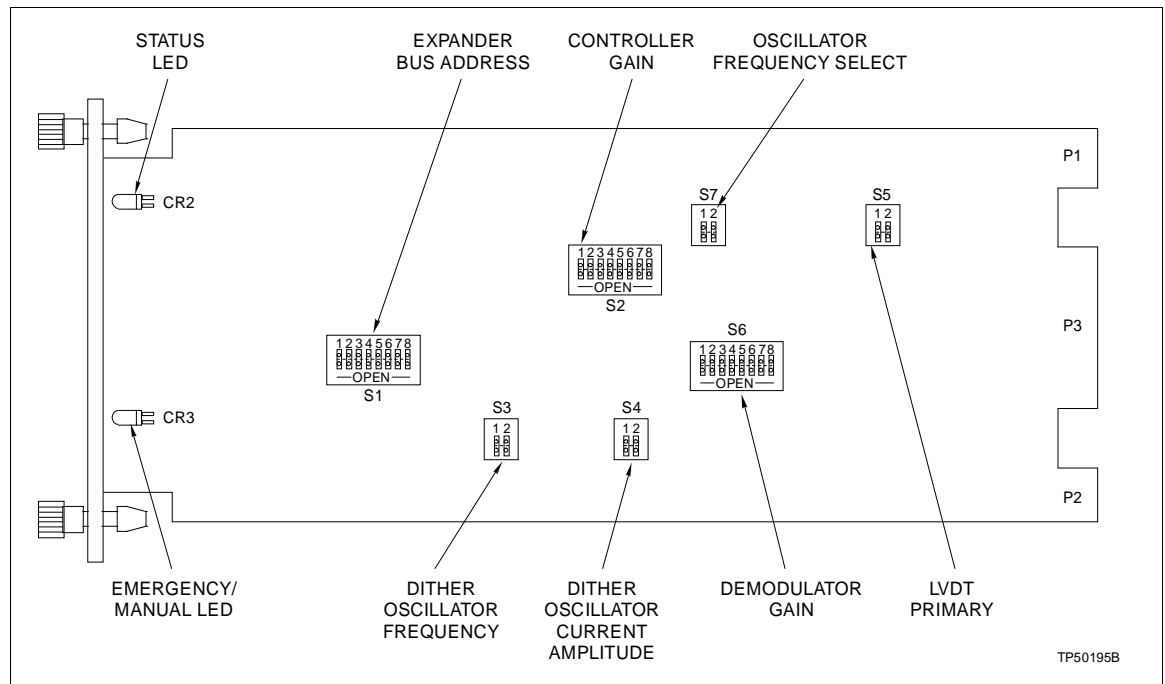 STATUS
LED
EXPANDER
BUS ADDRESS
CONTROLLER
GAIN
OSCILLATOR
FREQUENCY SELECT
P1
CR2
S7
1 2
S5
1 2
12345678
OPEN
S2
P3
S6
12345678
OPEN
12345678
OPEN
S1
CR3
S3
1 2
S4
1 2
P2
EMERGENCY/
MANUAL LED
DITHER
OSCILLATOR
FREQUENCY
DITHER
OSCILLATOR
CURRENT
AMPLITUDE
DEMODULATOR
GAIN
LVDT
PRIMARY
TP50195B